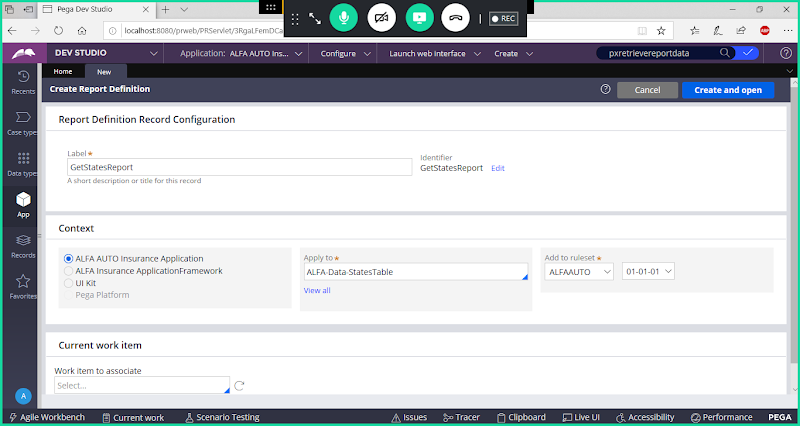 Pega Dev Studio
REC
localhost:8080/prweb/PRServlet/3RgaLFemDCa
ABP
DEV STUDIO
Application: ALFA AUTO Ins...
Configure
Launch web interface
Create
pxretrievereportdata
Recents
Case types
Data types
App
Records
Favorites
A
Home
New
Create Report Definition
Cancel
Create and open
Report Definition Record Configuration
Label★
GetStatesReport
A short description or title for this record
Identifier
GetStatesReport Edit
Context
ALFA AUTO Insurance Application
ALFA Insurance ApplicationFramework
UI Kit
Pega Platform
Apply to★
ALFA-Data-StatesTable
View all
Add to ruleset★
ALFAAUTO 01-01-01
Current work item
Work item to associate
Select...
Agile Workbench Current work Scenario Testing Issues Tracer Clipboard Live UI Accessibility Performance PEGA